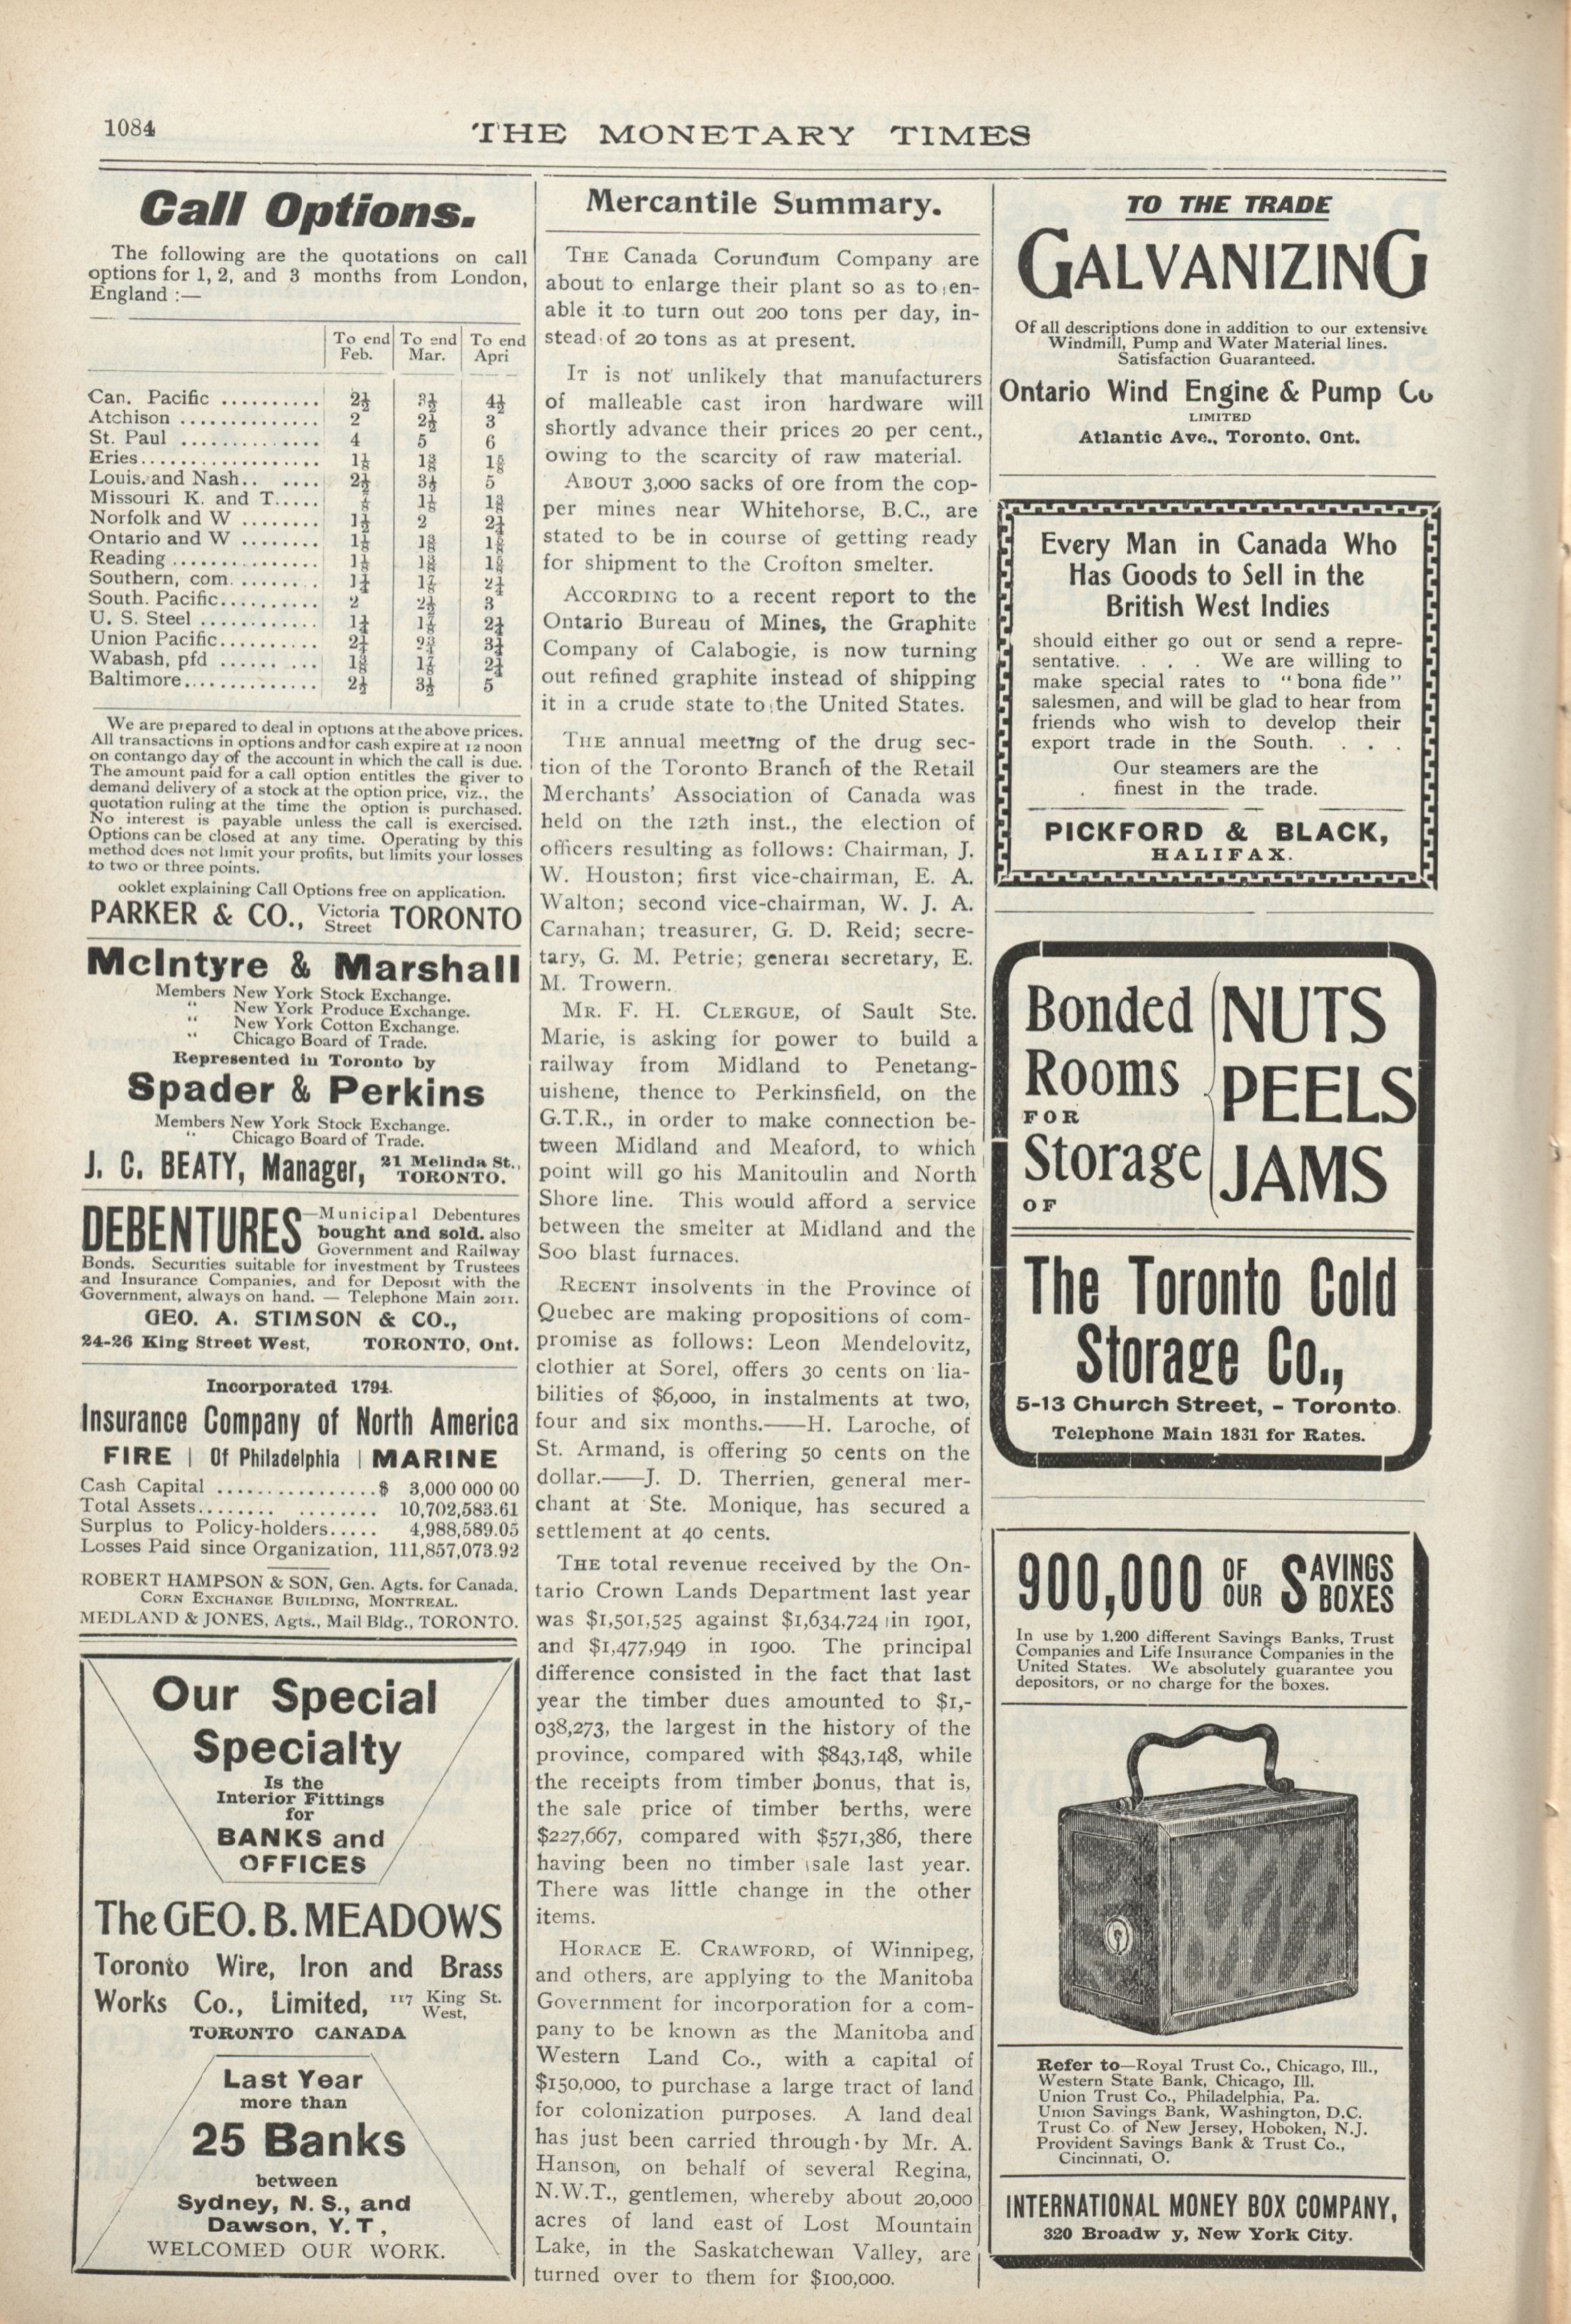 1084
THE MONETARY TIMES
Call Options.
The following are the quotations on call
options for 1, 2, and 3 months from London,
England :—
To end Feb. To end Mar. To end Apri
Can. Pacific .......... 2½ 3½ 4½
Atchison .............. 2 2½ 3
St. Paul .............. 4 5 6
Eries.................. 1⅛ 1⅜ 1⅝
Louis. and Nash.. .... 2½ 3½ 5
Missouri K. and T..... ⅞ 1⅛ 1⅜
Norfolk and W ........ 1½ 2 2¼
Ontario and W ........ 1⅛ 1⅜ 1⅝
Reading ............... 1⅛ 1⅜ 1⅝
Southern, com. ........ 1¼ 1⅞ 2¼
South. Pacific.......... 2 2½ 3
U. S. Steel ............ 1¼ 1⅞ 2¼
Union Pacific.......... 2¼ 2¾ 3¼
Wabash, pfd ...... ... 1⅜ 1⅞ 2¼
Baltimore.............. 2½ 3½ 5
We are prepared to deal in options at the above prices.
All transactions in options and for cash expire at 12 noon
on contango day of the account in which the call is due.
The amount paid for a call option entitles the giver to
demand delivery of a stock at the option price, viz., the
quotation ruling at the time the option is purchased.
No interest is payable unless the call is exercised.
Options can be closed at any time. Operating by this
method does not limit your profits, but limits your losses
to two or three points.
ooklet explaining Call Options free on application.
PARKER & CO., Victoria Street TORONTO
McIntyre & Marshall
Members New York Stock Exchange.
" New York Produce Exchange.
" New York Cotton Exchange.
" Chicago Board of Trade.
Represented in Toronto by
Spader & Perkins
Members New York Stock Exchange.
" Chicago Board of Trade.
J. C. BEATY, Manager, 21 Melinda St., TORONTO.
DEBENTURES—Municipal Debentures
bought and sold. also
Government and Railway
Bonds. Securities suitable for investment by Trustees
and Insurance Companies, and for Deposit with the
Government, always on hand. — Telephone Main 2011.
GEO. A. STIMSON & CO.,
24-26 King Street West, TORONTO, Ont.
Incorporated 1794.
Insurance Company of North America
FIRE | Of Philadelphia | MARINE
Cash Capital .................$ 3,000 000 00
Total Assets........ ......... 10,702,583.61
Surplus to Policy-holders..... 4,988,589.05
Losses Paid since Organization, 111,857,073.92
ROBERT HAMPSON & SON, Gen. Agts. for Canada.
CORN EXCHANGE BUILDING, MONTREAL.
MEDLAND & JONES, Agts., Mail Bldg., TORONTO.
Our Special
Specialty
Is the
Interior Fittings
for
BANKS and
OFFICES
The GEO. B. MEADOWS
Toronto Wire, Iron and Brass
Works Co., Limited, 117 King St. West,
TORONTO CANADA
Last Year
more than
25 Banks
between
Sydney, N. S., and
Dawson, Y. T ,
WELCOMED OUR WORK.
Mercantile Summary.
THE Canada Corundum Company are
about to enlarge their plant so as to en-
able it to turn out 200 tons per day, in-
stead of 20 tons as at present.
IT is not unlikely that manufacturers
of malleable cast iron hardware will
shortly advance their prices 20 per cent.,
owing to the scarcity of raw material.
ABOUT 3,000 sacks of ore from the cop-
per mines near Whitehorse, B.C., are
stated to be in course of getting ready
for shipment to the Crofton smelter.
ACCORDING to a recent report to the
Ontario Bureau of Mines, the Graphite
Company of Calabogie, is now turning
out refined graphite instead of shipping
it in a crude state to the United States.
THE annual meeting of the drug sec-
tion of the Toronto Branch of the Retail
Merchants' Association of Canada was
held on the 12th inst., the election of
officers resulting as follows: Chairman, J.
W. Houston; first vice-chairman, E. A.
Walton; second vice-chairman, W. J. A.
Carnahan; treasurer, G. D. Reid; secre-
tary, G. M. Petrie; general secretary, E.
M. Trowern.
MR. F. H. CLERGUE, of Sault Ste.
Marie, is asking for power to build a
railway from Midland to Penetang-
uishene, thence to Perkinsfield, on the
G.T.R., in order to make connection be-
tween Midland and Meaford, to which
point will go his Manitoulin and North
Shore line. This would afford a service
between the smelter at Midland and the
Soo blast furnaces.
RECENT insolvents in the Province of
Quebec are making propositions of com-
promise as follows: Leon Mendelovitz,
clothier at Sorel, offers 30 cents on lia-
bilities of $6,000, in instalments at two,
four and six months.——H. Laroche, of
St. Armand, is offering 50 cents on the
dollar.——J. D. Therrien, general mer-
chant at Ste. Monique, has secured a
settlement at 40 cents.
THE total revenue received by the On-
tario Crown Lands Department last year
was $1,501,525 against $1,634,724 in 1901,
and $1,477,949 in 1900. The principal
difference consisted in the fact that last
year the timber dues amounted to $1,-
038,273, the largest in the history of the
province, compared with $843,148, while
the receipts from timber bonus, that is,
the sale price of timber berths, were
$227,667, compared with $571,386, there
having been no timber sale last year.
There was little change in the other
items.
HORACE E. CRAWFORD, of Winnipeg,
and others, are applying to the Manitoba
Government for incorporation for a com-
pany to be known as the Manitoba and
Western Land Co., with a capital of
$150,000, to purchase a large tract of land
for colonization purposes. A land deal
has just been carried through by Mr. A.
Hanson, on behalf of several Regina,
N.W.T., gentlemen, whereby about 20,000
acres of land east of Lost Mountain
Lake, in the Saskatchewan Valley, are
turned over to them for $100,000.
TO THE TRADE
GALVANIZING
Of all descriptions done in addition to our extensive
Windmill, Pump and Water Material lines.
Satisfaction Guaranteed.
Ontario Wind Engine & Pump Co
LIMITED
Atlantic Ave., Toronto, Ont.
Every Man in Canada Who
Has Goods to Sell in the
British West Indies
should either go out or send a repre-
sentative. . . . We are willing to
make special rates to "bona fide"
salesmen, and will be glad to hear from
friends who wish to develop their
export trade in the South. . . .
Our steamers are the
. finest in the trade.
PICKFORD & BLACK,
HALIFAX.
Bonded
Rooms
FOR
Storage
OF
NUTS
PEELS
JAMS
The Toronto Cold
Storage Co.,
5-13 Church Street, - Toronto.
Telephone Main 1831 for Rates.
900,000 OF OUR SAVINGS BOXES
In use by 1,200 different Savings Banks, Trust
Companies and Life Insurance Companies in the
United States. We absolutely guarantee you
depositors, or no charge for the boxes.
Refer to—Royal Trust Co., Chicago, Ill.,
Western State Bank, Chicago, Ill.
Union Trust Co., Philadelphia, Pa.
Union Savings Bank, Washington, D.C.
Trust Co. of New Jersey, Hoboken, N.J.
Provident Savings Bank & Trust Co.,
Cincinnati, O.
INTERNATIONAL MONEY BOX COMPANY,
320 Broadw y, New York City.